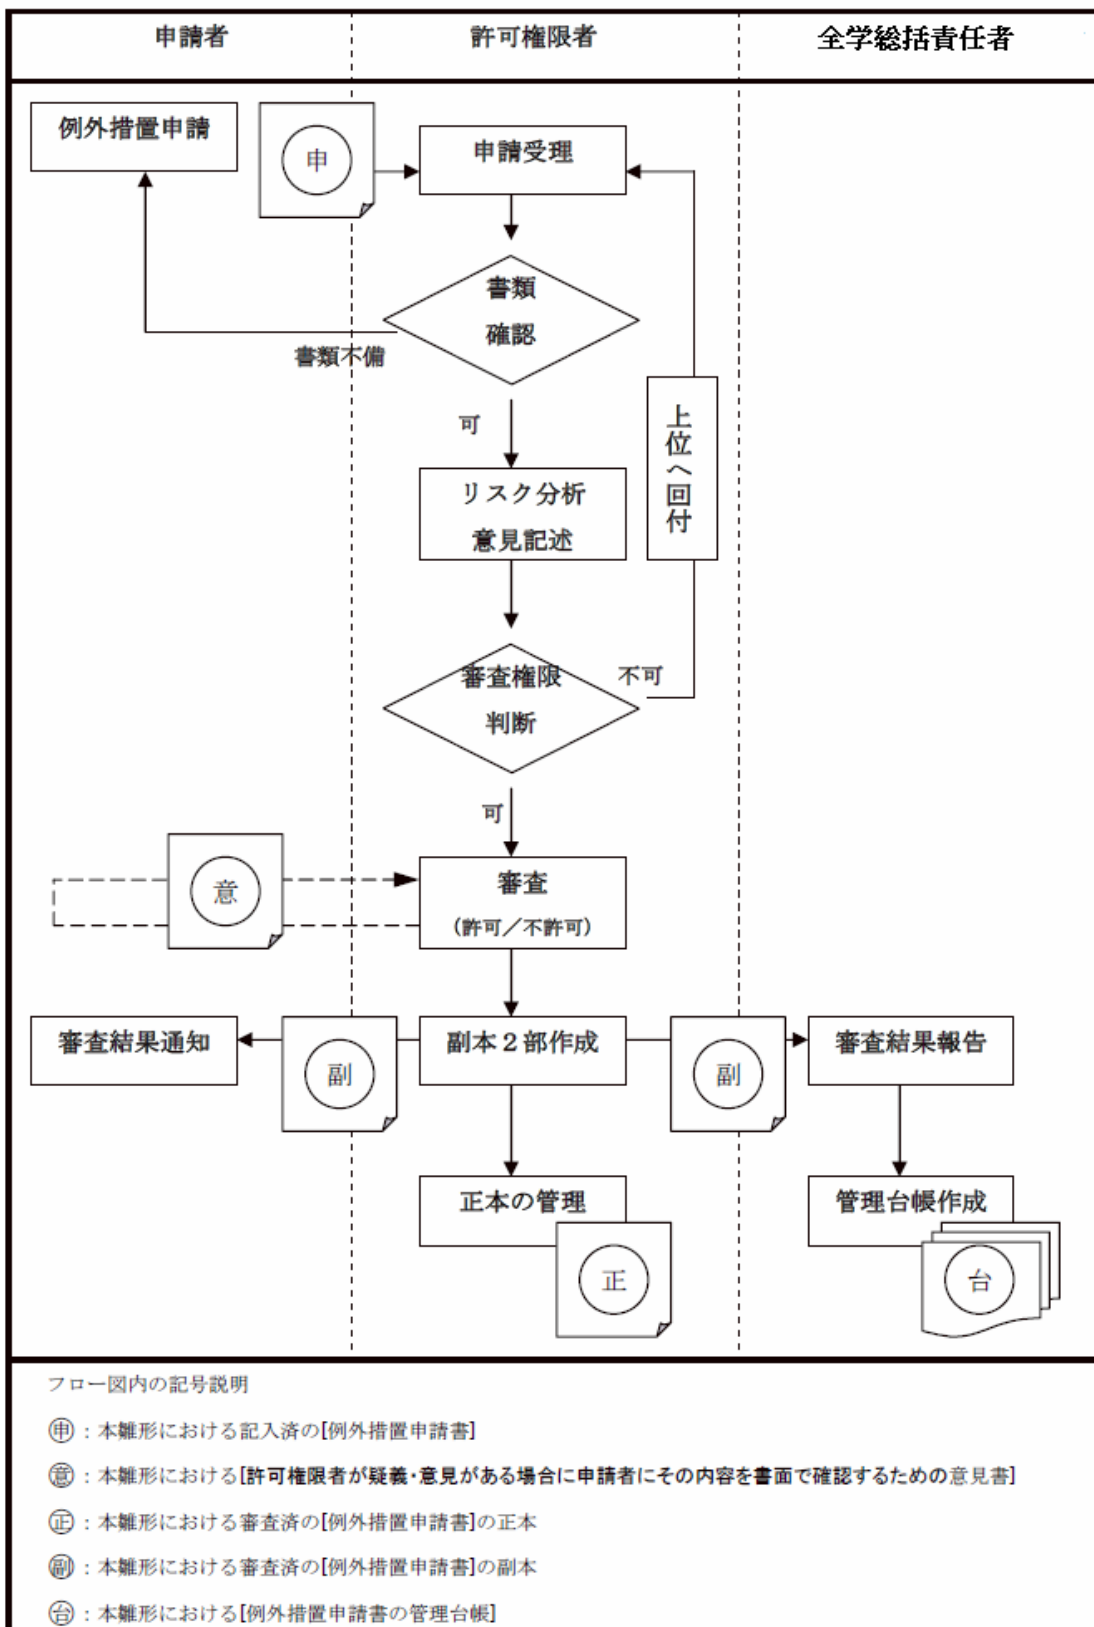 申請者
許可権限者
全学総括責任者
例外措置申請
申
申請受理
書類
確認
書類不備
可
上位へ回付
リスク分析
意見記述
審査権限
判断
不可
可
意
審査
(許可／不許可)
審査結果通知
副
副本２部作成
副
審査結果報告
正本の管理
正
管理台帳作成
台
フロー図内の記号説明
㊞申：本雛形における記入済の[例外措置申請書]
意：本雛形における[許可権限者が疑義・意見がある場合に申請者にその内容を書面で確認するための意見書]
正：本雛形における審査済の[例外措置申請書]の正本
副：本雛形における審査済の[例外措置申請書]の副本
台：本雛形における[例外措置申請書の管理台帳]